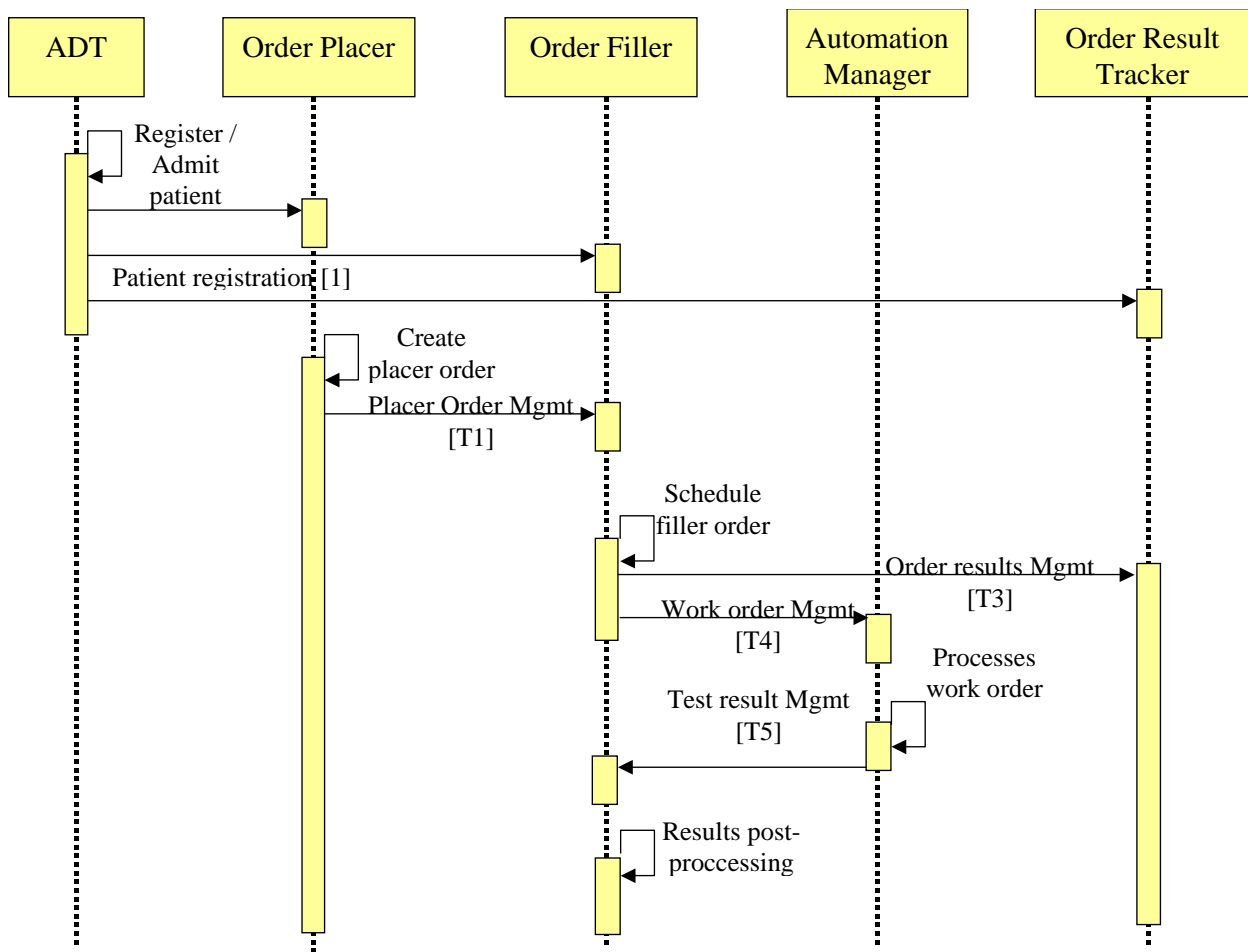 ADT
Order Placer
Order Filler
Automation
Manager
Order Result
Tracker
Register /
Admit
patient
Patient registration [1]
Create
placer order
Placer Order Mgmt
[T1]
Schedule
filler order
Order results Mgmt
[T3]
Work order Mgmt
[T4]
Processes
work order
Test result Mgmt
[T5]
Results post-
proccessing